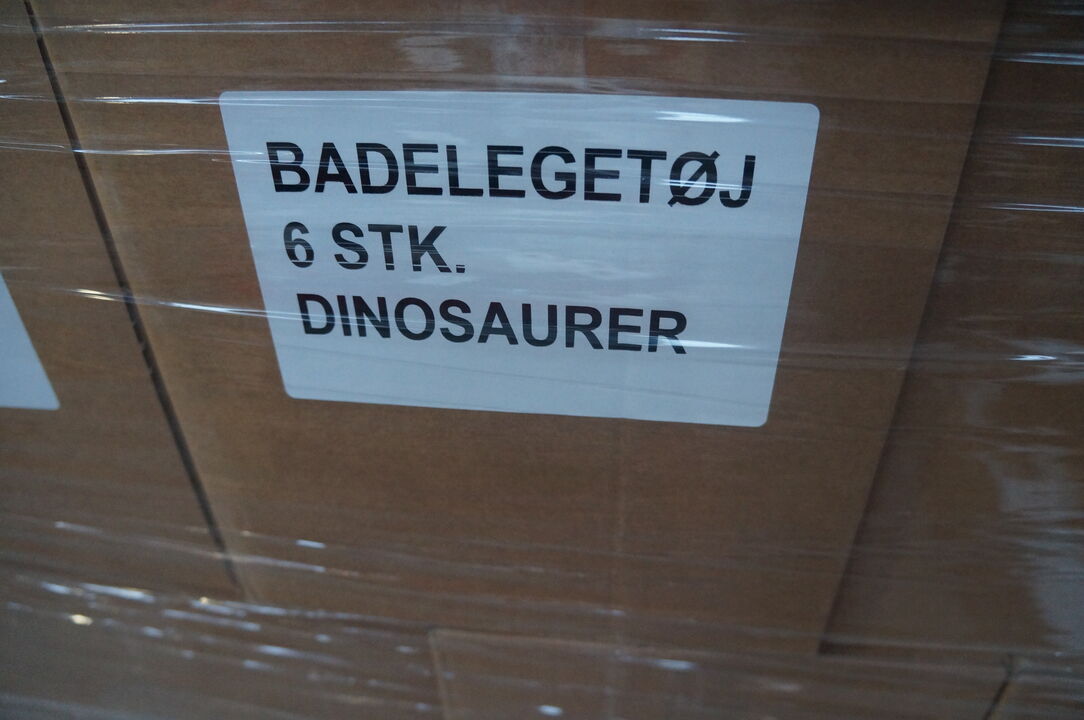 BADELEGETØJ
6 STK.
DINOSAURER